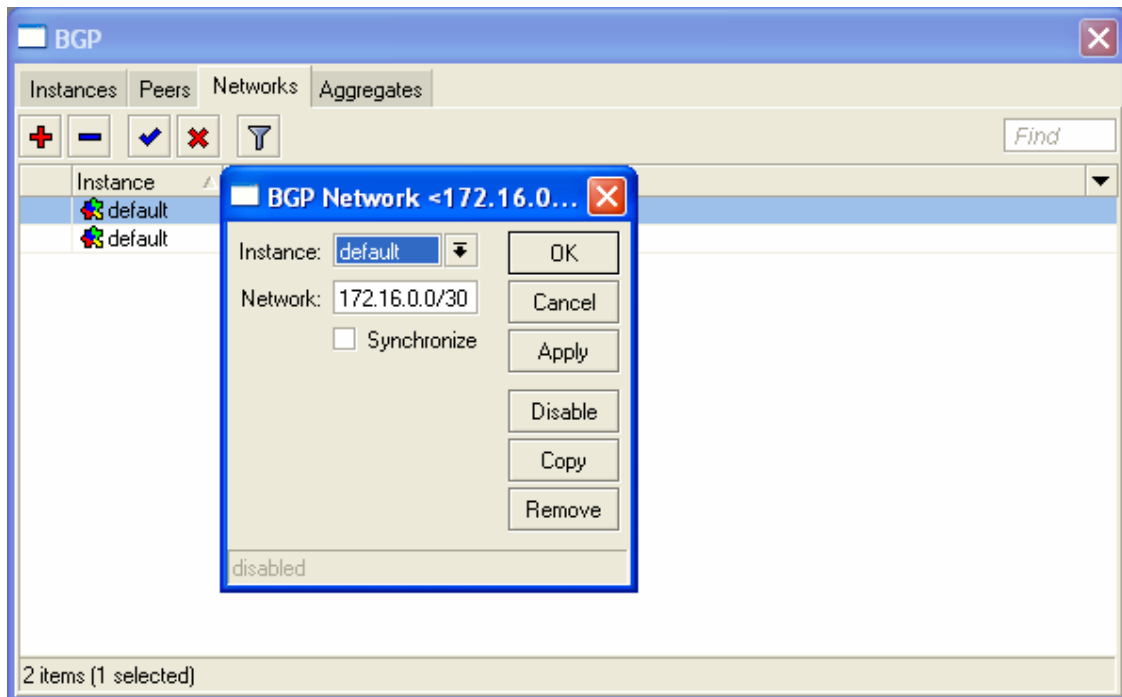 BGP
Instances Peers Networks Aggregates
Find
Instance
default
default
BGP Network <172.16.0...
Instance: default OK
Network: 172.16.0.0/30 Cancel
Synchronize Apply
Disable
Copy
Remove
disabled
2 items (1 selected)